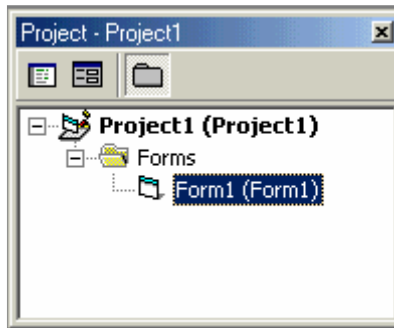 Project - Project1
Project1 (Project1)
Forms
Form1 (Form1)